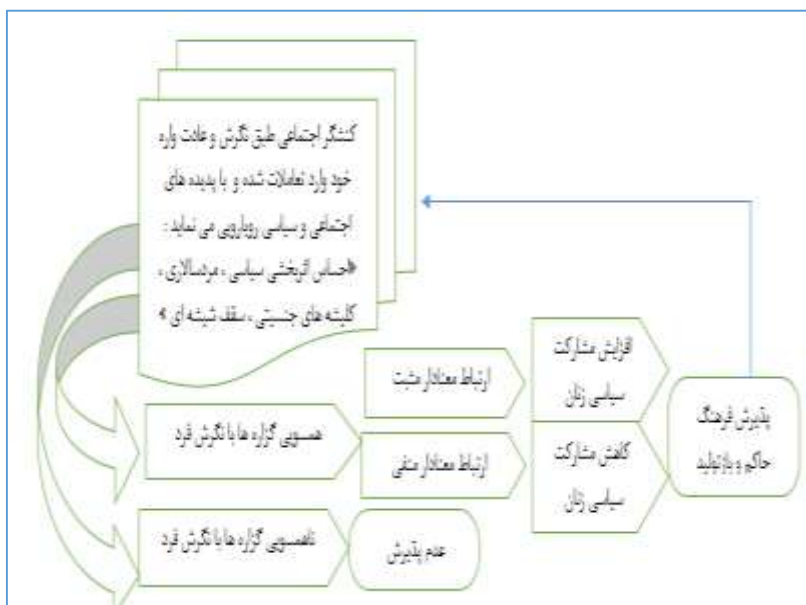 کنشگر اجتماعی طبق نگرش و عادت واره
خود وارد تعاملات شده و با پدیده های
اجتماعی و سیاسی رویارویی می نماید :
«حساس اثربخشی سیاسی ، مردسالاری ،
کلیشه های جنسیتی ، سقف شیشه ای »
ارتباط معنادار مثبت
افزایش مشارکت
سیاسی زنان
همسویی گزاره ها با نگرش فرد
ارتباط معنادار منفی
کاهش مشارکت
سیاسی زنان
پذیرش فرهنگ
حاکم و بازتولید
ناهمسویی گزاره ها با نگرش فرد
عدم پذیرش